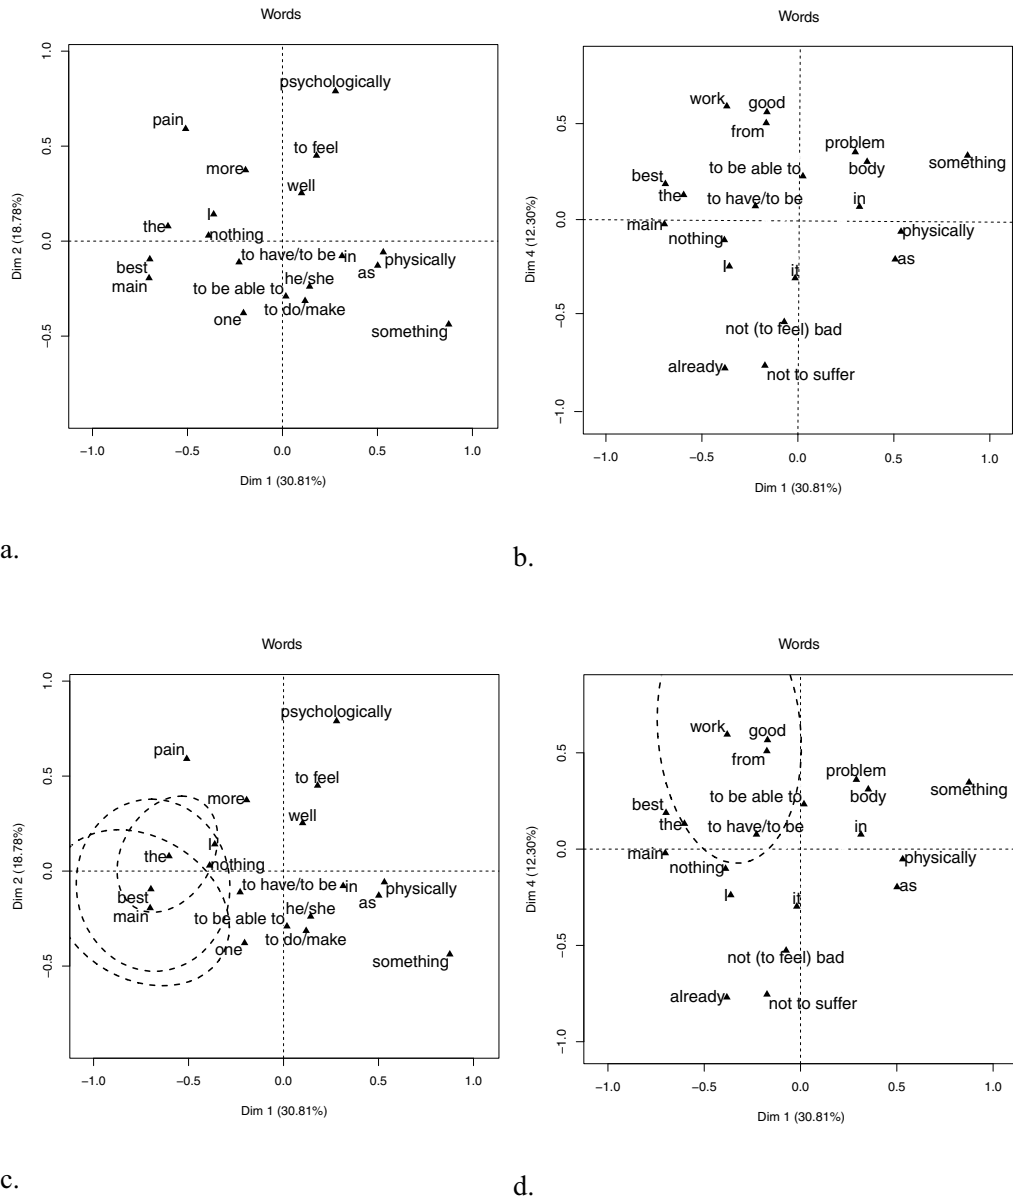 Words
1.0
psychologically
pain
0.5
to feel
more
well
I
the
nothing
0.0
to have/to be
in
physically
best
as
main
he/she
to be able to
to do/make
one
something
−0.5
Dim 2 (18.78%)
−1.0
−0.5
0.0
0.5
1.0
Dim 1 (30.81%)
a.
Words
work
good
0.5
from
problem
to be able to
body
something
best
the
to have/to be
in
0.0
main
nothing
physically
I
it
as
−0.5
not (to feel) bad
already
not to suffer
−1.0
Dim 4 (12.30%)
−1.0
−0.5
0.0
0.5
1.0
Dim 1 (30.81%)
b.
Words
1.0
psychologically
pain
0.5
to feel
more
well
I
the
nothing
0.0
to have/to be
in
physically
best
as
main
he/she
to be able to
to do/make
one
something
−0.5
Dim 2 (18.78%)
−1.0
−0.5
0.0
0.5
1.0
Dim 1 (30.81%)
c.
Words
work
good
0.5
from
problem
to be able to
body
something
best
the
to have/to be
in
0.0
main
nothing
physically
I
it
as
−0.5
not (to feel) bad
already
not to suffer
−1.0
Dim 4 (12.30%)
−1.0
−0.5
0.0
0.5
1.0
Dim 1 (30.81%)
d.